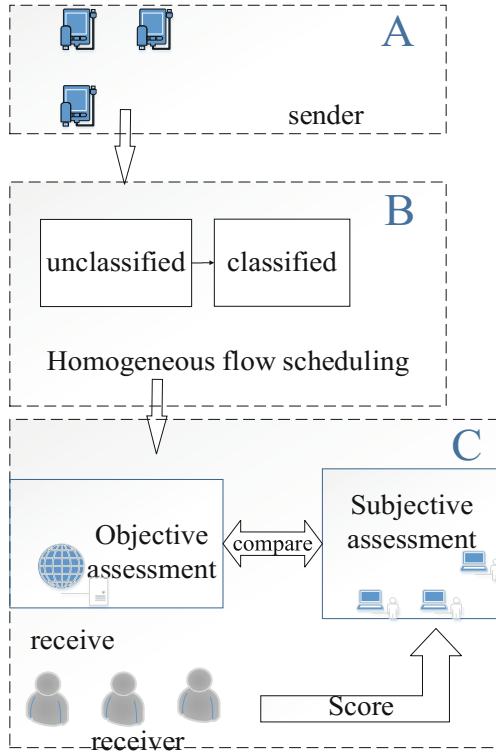 A
sender
B
unclassified
classified
Homogeneous flow scheduling
C
Objective
assessment
compare
Subjective
assessment
receive
Score
receiver